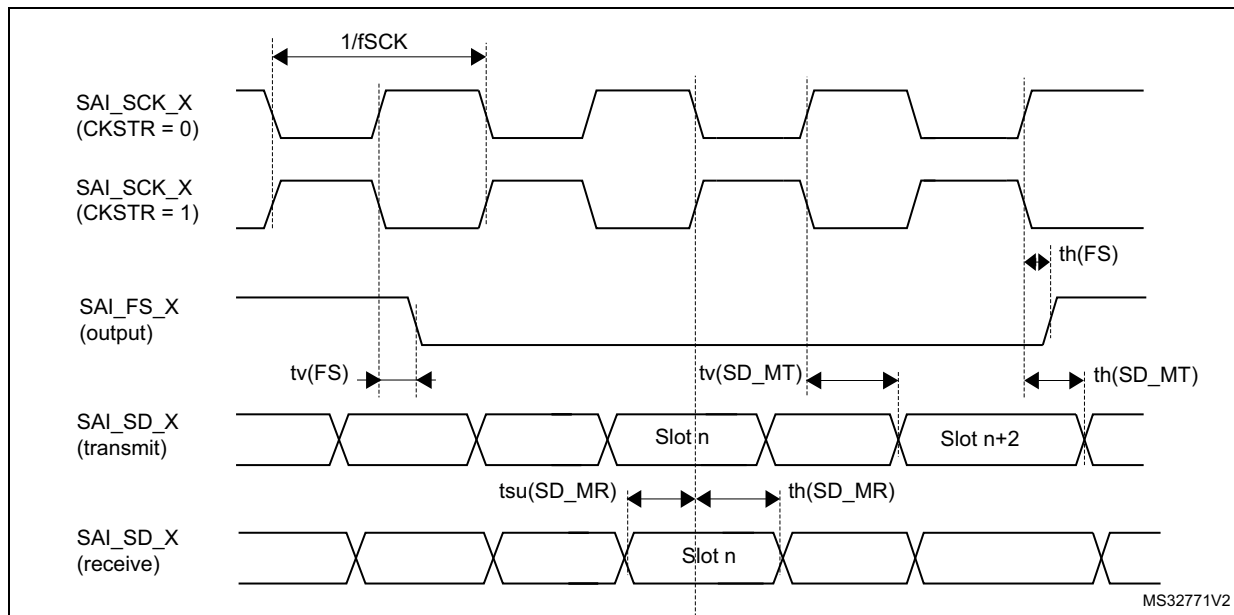 1/fSCK
SAI_SCK_X
(CKSTR = 0)
SAI_SCK_X
(CKSTR = 1)
th(FS)
SAI_FS_X
(output)
tv(FS)
tv(SD_MT)
th(SD_MT)
SAI_SD_X
(transmit)
Slot n
Slot n+2
tsu(SD_MR)
th(SD_MR)
SAI_SD_X
(receive)
Slot n
MS32771V2